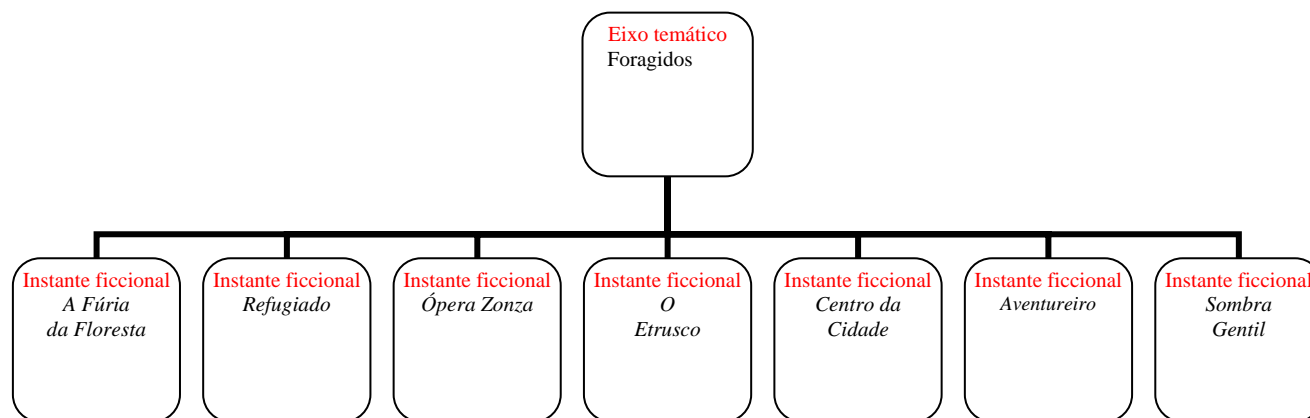 Eixo temático
Foragidos
Instante ficcional
A Fúria
da Floresta
Instante ficcional
Refugiado
Instante ficcional
Ópera Zonza
Instante ficcional
O
Etrusco
Instante ficcional
Centro da
Cidade
Instante ficcional
Aventureiro
Instante ficcional
Sombra
Gentil